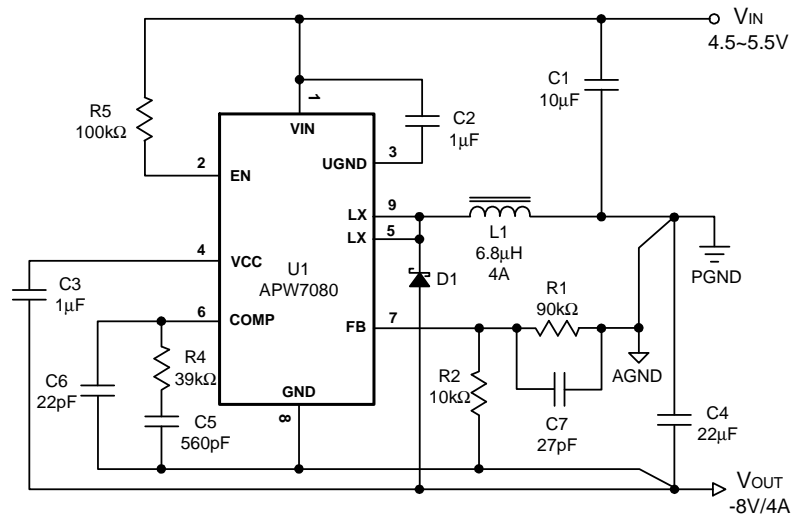 VIN
4.5~5.5V
C1
10μF
R5
100kΩ
1
VIN
C2
1μF
2
EN
UGND
3
LX
9
LX
5
L1
6.8μH
4A
PGND
4
VCC
U1
APW7080
D1
C3
1μF
6
COMP
FB
7
R1
90kΩ
AGND
R4
39kΩ
C6
22pF
R2
10kΩ
GND
8
C5
560pF
C7
27pF
C4
22μF
VOUT
-8V/4A